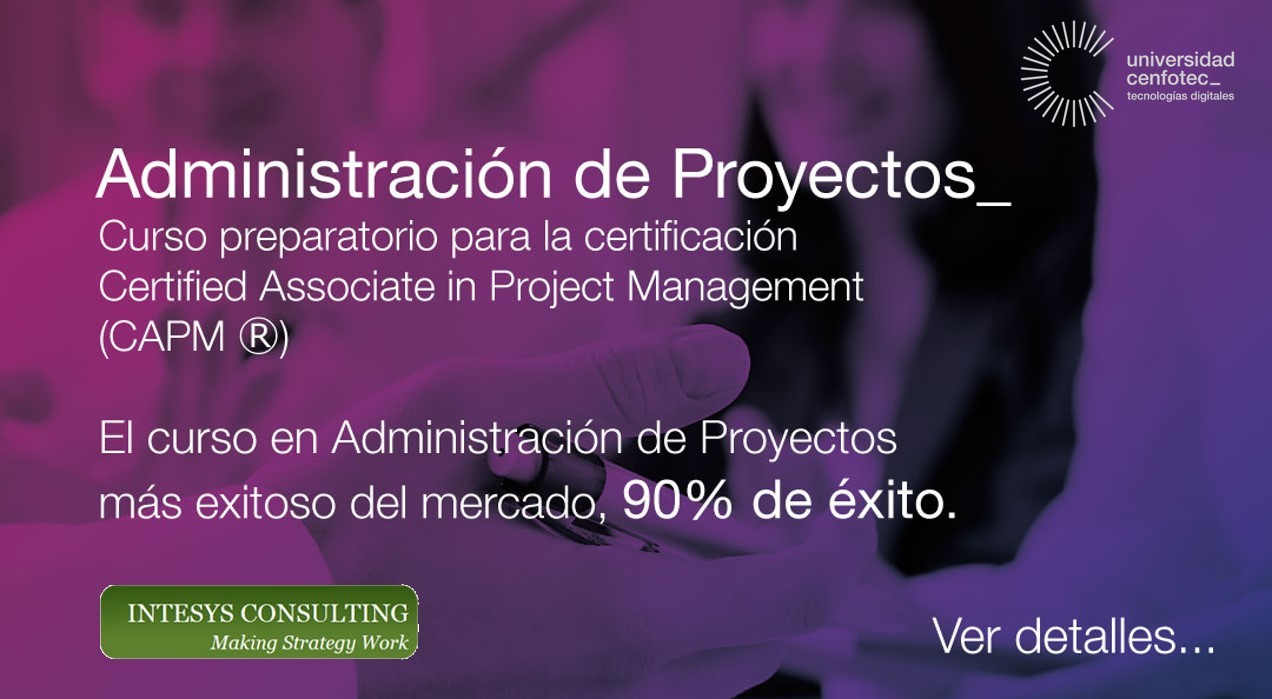 universidad
cenfotec_
tecnologías digitales
Administración de Proyectos_
Curso preparatorio para la certificación
Certified Associate in Project Management
(CAPM ®)
El curso en Administración de Proyectos
más exitoso del mercado, 90% de éxito.
INTESYS CONSULTING
Making Strategy Work
Ver detalles...